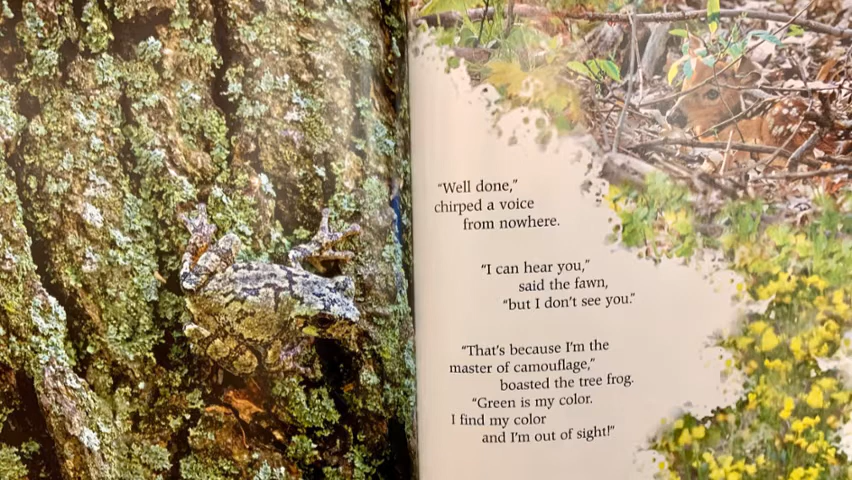 “Well done,”
chirped a voice
from nowhere.
“I can hear you,”
said the fawn,
“but I don’t see you.”
“That’s because I’m the
master of camouflage,”
boasted the tree frog.
“Green is my color.
I find my color
and I’m out of sight!”